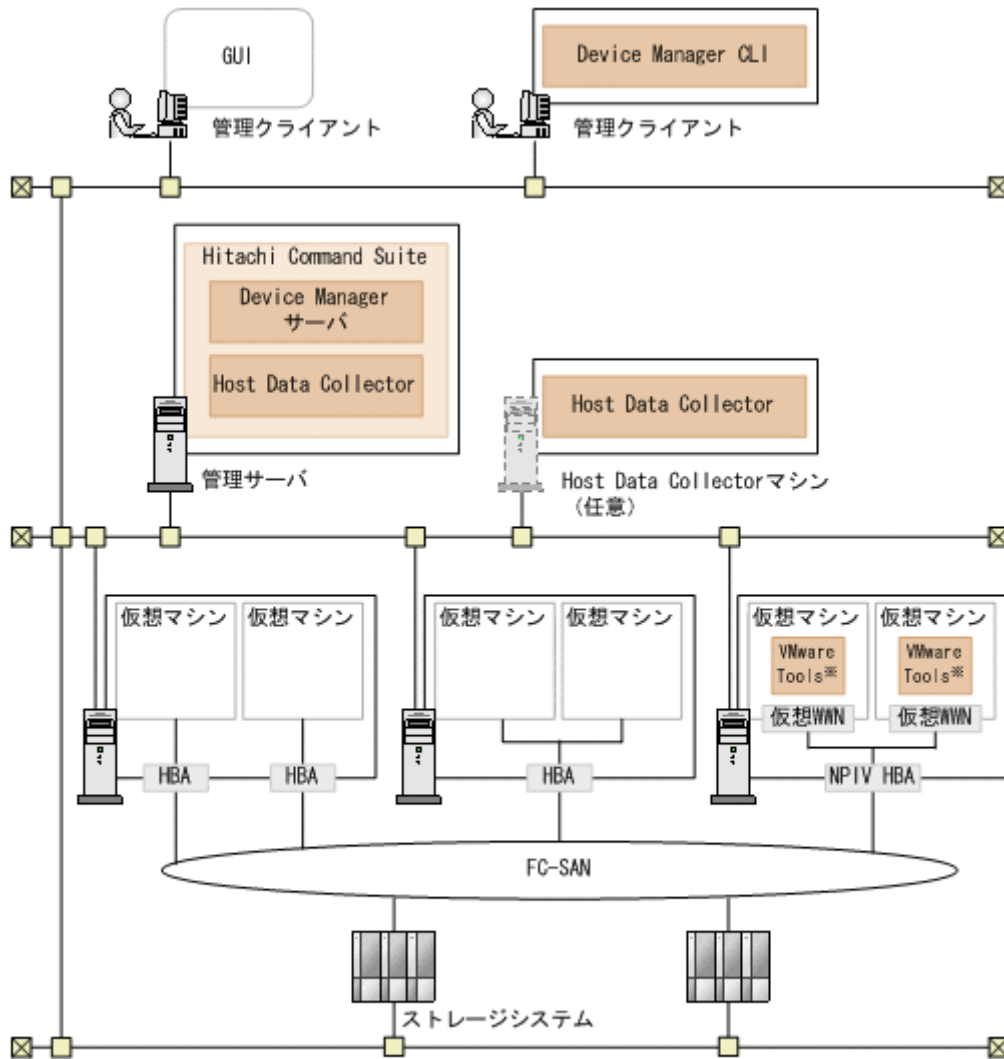 GUI
Device Manager CLI
管理クライアント
管理クライアント
Hitachi Command Suite
Device Manager
サーバ
Host Data Collector
Host Data Collector
管理サーバ
Host Data Collectorマシン
(任意)
仮想マシン
仮想マシン
仮想マシン
仮想マシン
仮想マシン
仮想マシン
VMware
Tools※
VMware
Tools※
仮想WWN
仮想WWN
HBA
HBA
HBA
NPIV HBA
FC-SAN
ストレージシステム